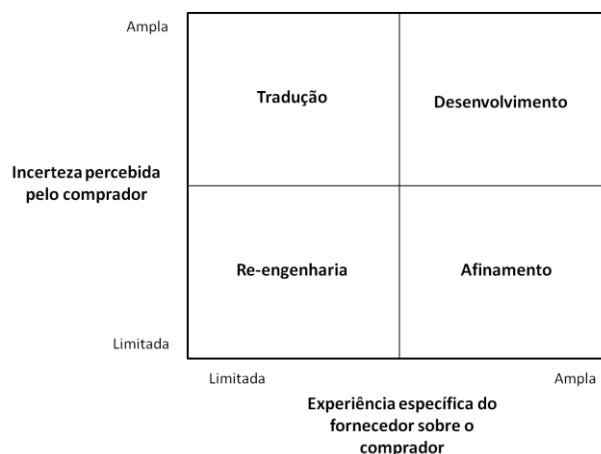 Ampla
Tradução
Desenvolvimento
Incerteza percebida
pelo comprador
Re-engenharia
Afinamento
Limitada
Limitada
Ampla
Experiência específica do
fornecedor sobre o
comprador